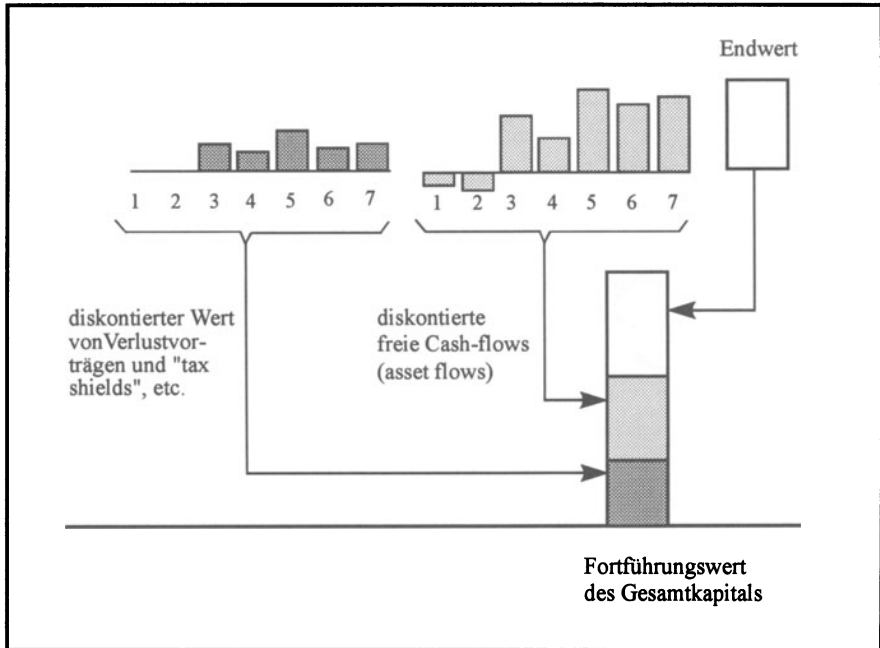 Endwert
1 2 3 4 5 6 7
1 2 3 4 5 6 7
diskontierter Wert
vonVerlustvor-
trägen und "tax
shields", etc.
diskontierte
freie Cash-flows
(asset flows)
Fortführungswert
des Gesamtkapitals